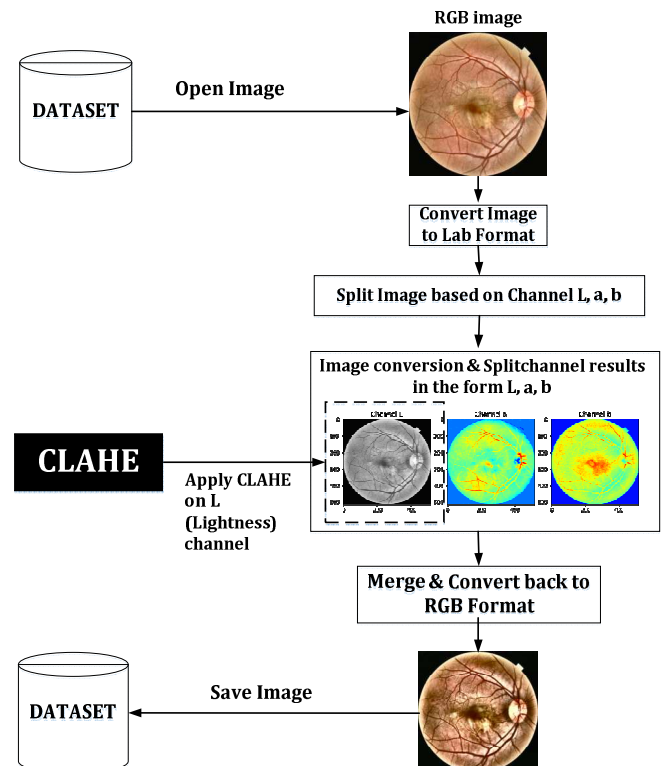 RGB image
DATASET
Open Image
Convert Image
to Lab Format
Split Image based on Channel L, a, b
Image conversion & Splitchannel results
in the form L, a, b
Channel L
Channel a
Channel b
CLAHE
Apply CLAHE
on L
(Lightness)
channel
Merge & Convert back to
RGB Format
Save Image
DATASET